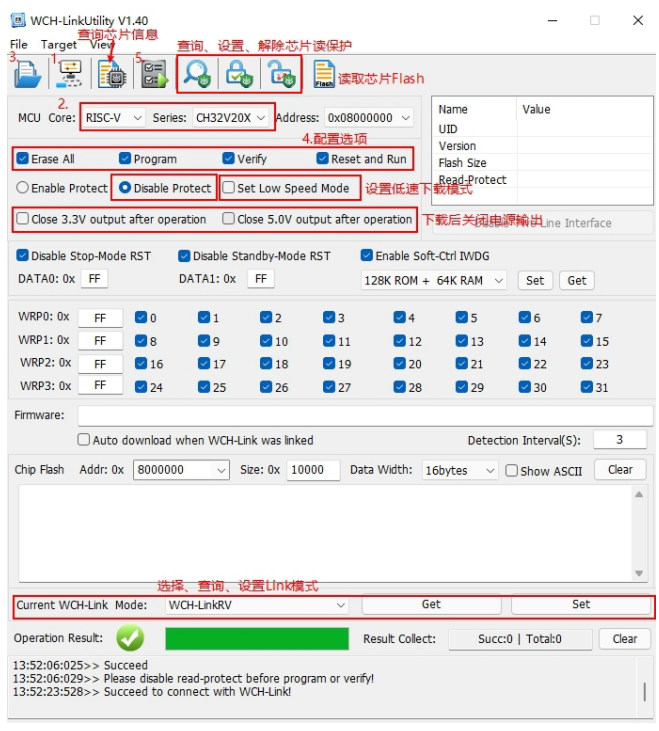 WCH-LinkUtility V1.40
File Target View
查询芯片信息
查询、设置、解除芯片读保护
3. 1. 5.
Flash 读取芯片Flash
2.
MCU Core: RISC-V Series: CH32V20X Address: 0x08000000
Name Value
UID
Version
Flash Size
Read-Protect
4.配置选项
Erase All Program Verify Reset and Run
Enable Protect Disable Protect Set Low Speed Mode 设置低速下载模式
Close 3.3V output after operation Close 5.0V output after operation 下载后关闭电源输出
Two-Line Interface
Disable Stop-Mode RST Disable Standby-Mode RST Enable Soft-Ctrl IWDG
DATA0: 0x FF DATA1: 0x FF 128K ROM + 64K RAM Set Get
WRP0: 0x FF 0 1 2 3 4 5 6 7
WRP1: 0x FF 8 9 10 11 12 13 14 15
WRP2: 0x FF 16 17 18 19 20 21 22 23
WRP3: 0x FF 24 25 26 27 28 29 30 31
Firmware:
Auto download when WCH-Link was linked Detection Interval(S): 3
Chip Flash Addr: 0x 8000000 Size: 0x 10000 Data Width: 16bytes Show ASCII Clear
选择、查询、设置Link模式
Current WCH-Link Mode: WCH-LinkRV Get Set
Operation Result: Result Collect: Succ:0 | Total:0 Clear
13:52:06:025>> Succeed
13:52:06:029>> Please disable read-protect before program or verify!
13:52:23:528>> Succeed to connect with WCH-Link!